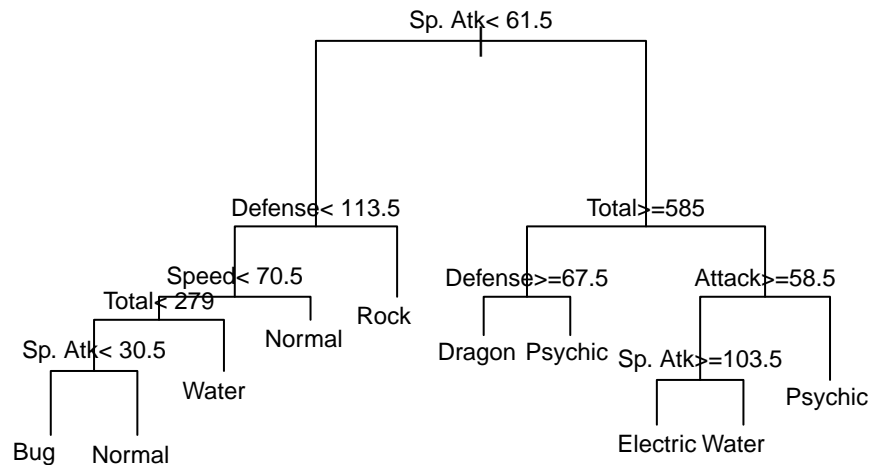 Sp. Atk< 61.5
Defense< 113.5
Total>=585
Speed< 70.5
Defense>=67.5
Attack>=58.5
Total< 279
Normal
Rock
Sp. Atk< 30.5
Dragon
Psychic
Sp. Atk>=103.5
Water
Psychic
Bug
Normal
Electric
Water